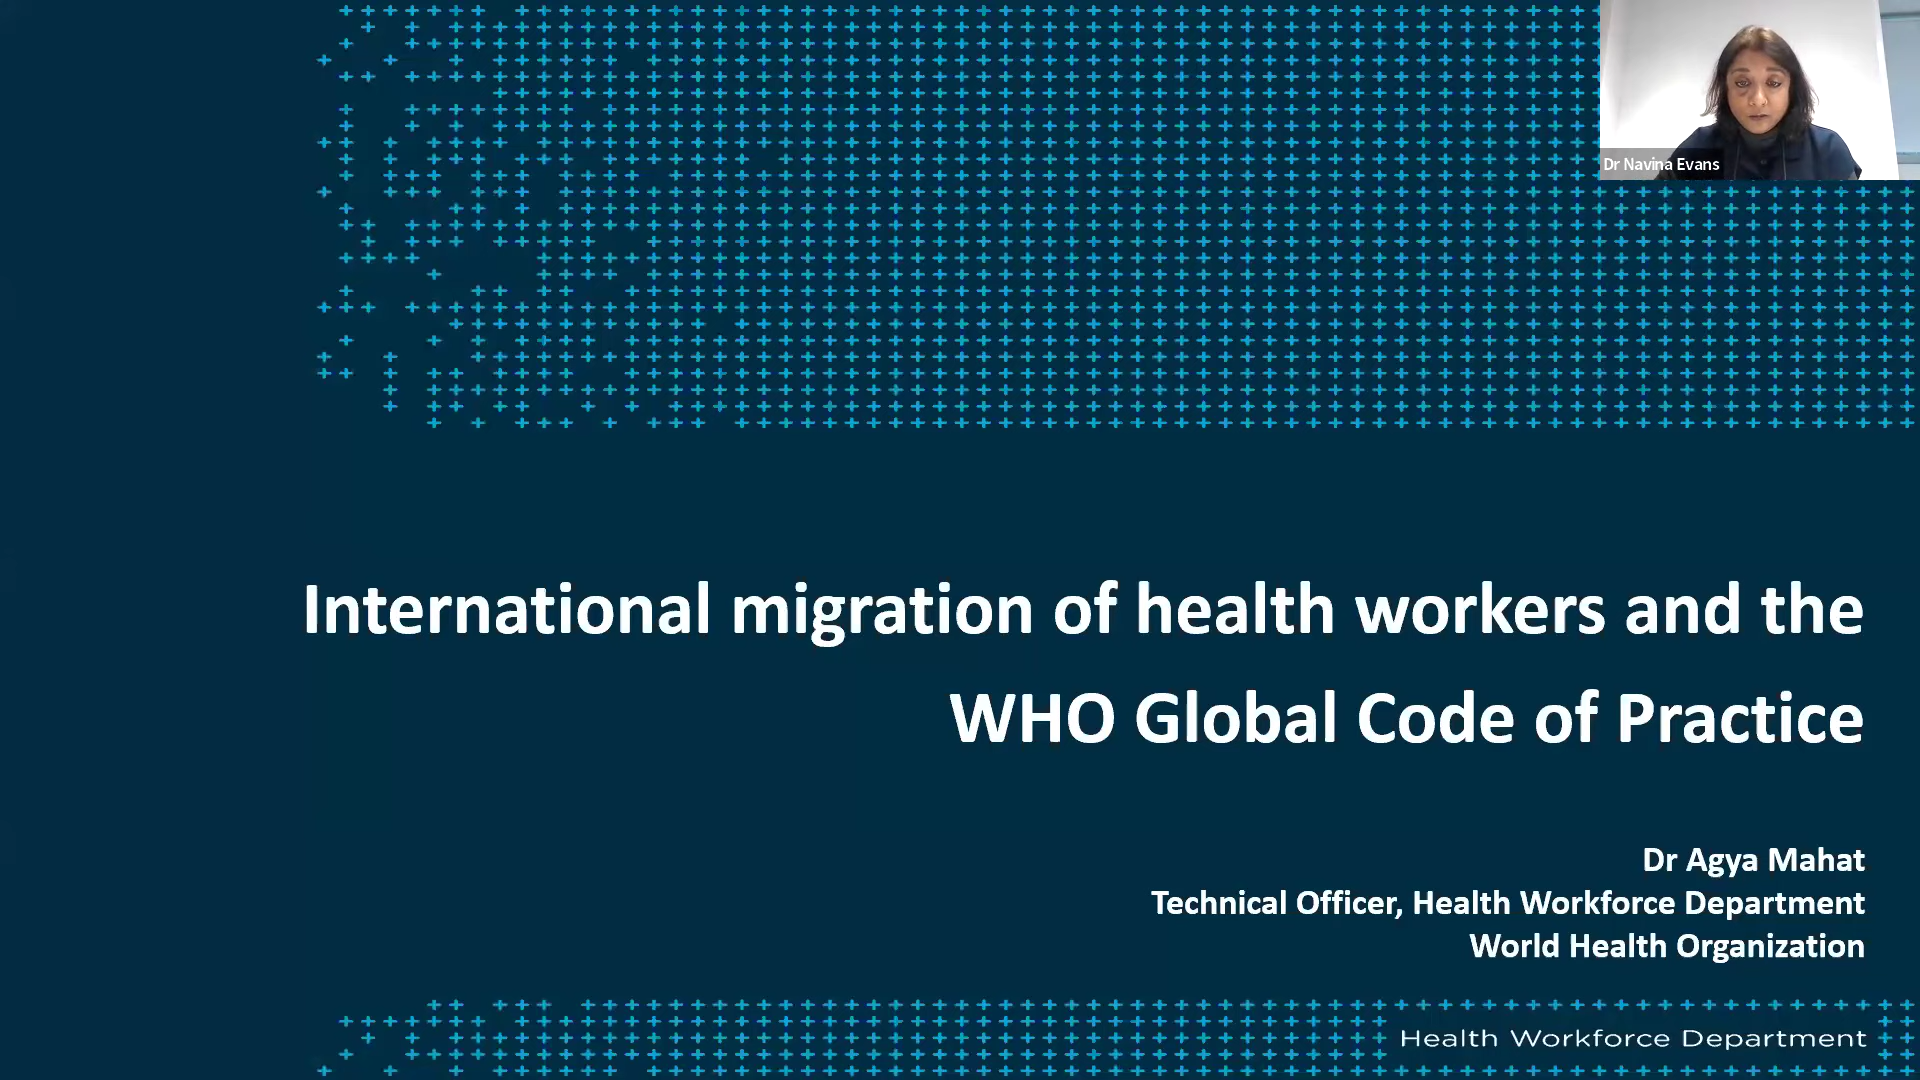 Dr Navina Evans
International migration of health workers and the
WHO Global Code of Practice
Dr Agya Mahat
Technical Officer, Health Workforce Department
World Health Organization
Health Workforce Department